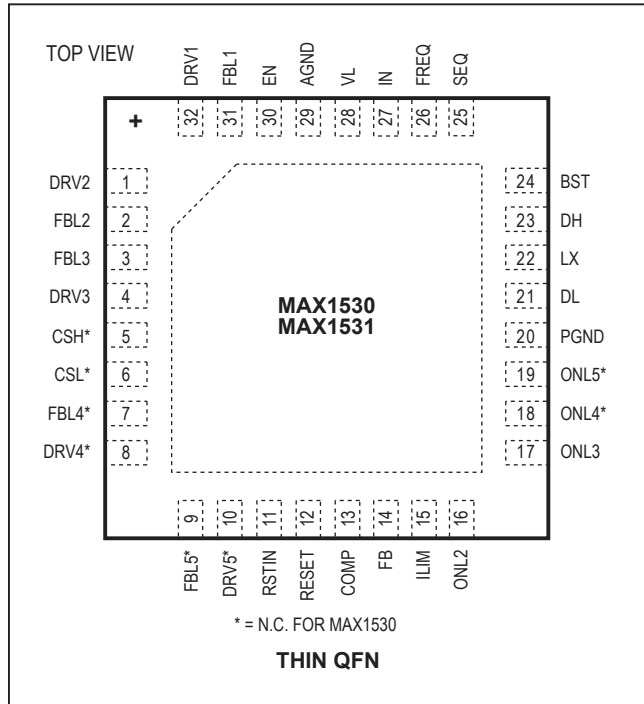 TOP VIEW
DRV1 FBL1 EN AGND VL IN FREQ SEQ
+ 32 31 30 29 28 27 26 25
DRV2 1 24 BST
FBL2 2 23 DH
FBL3 3 22 LX
DRV3 4 21 DL
CSH* 5 20 PGND
CSL* 6 19 ONL5*
FBL4* 7 18 ONL4*
DRV4* 8 17 ONL3
MAX1530
MAX1531
9 10 11 12 13 14 15 16
FBL5* DRV5* RSTIN RESET COMP FB ILIM ONL2
* = N.C. FOR MAX1530
THIN QFN